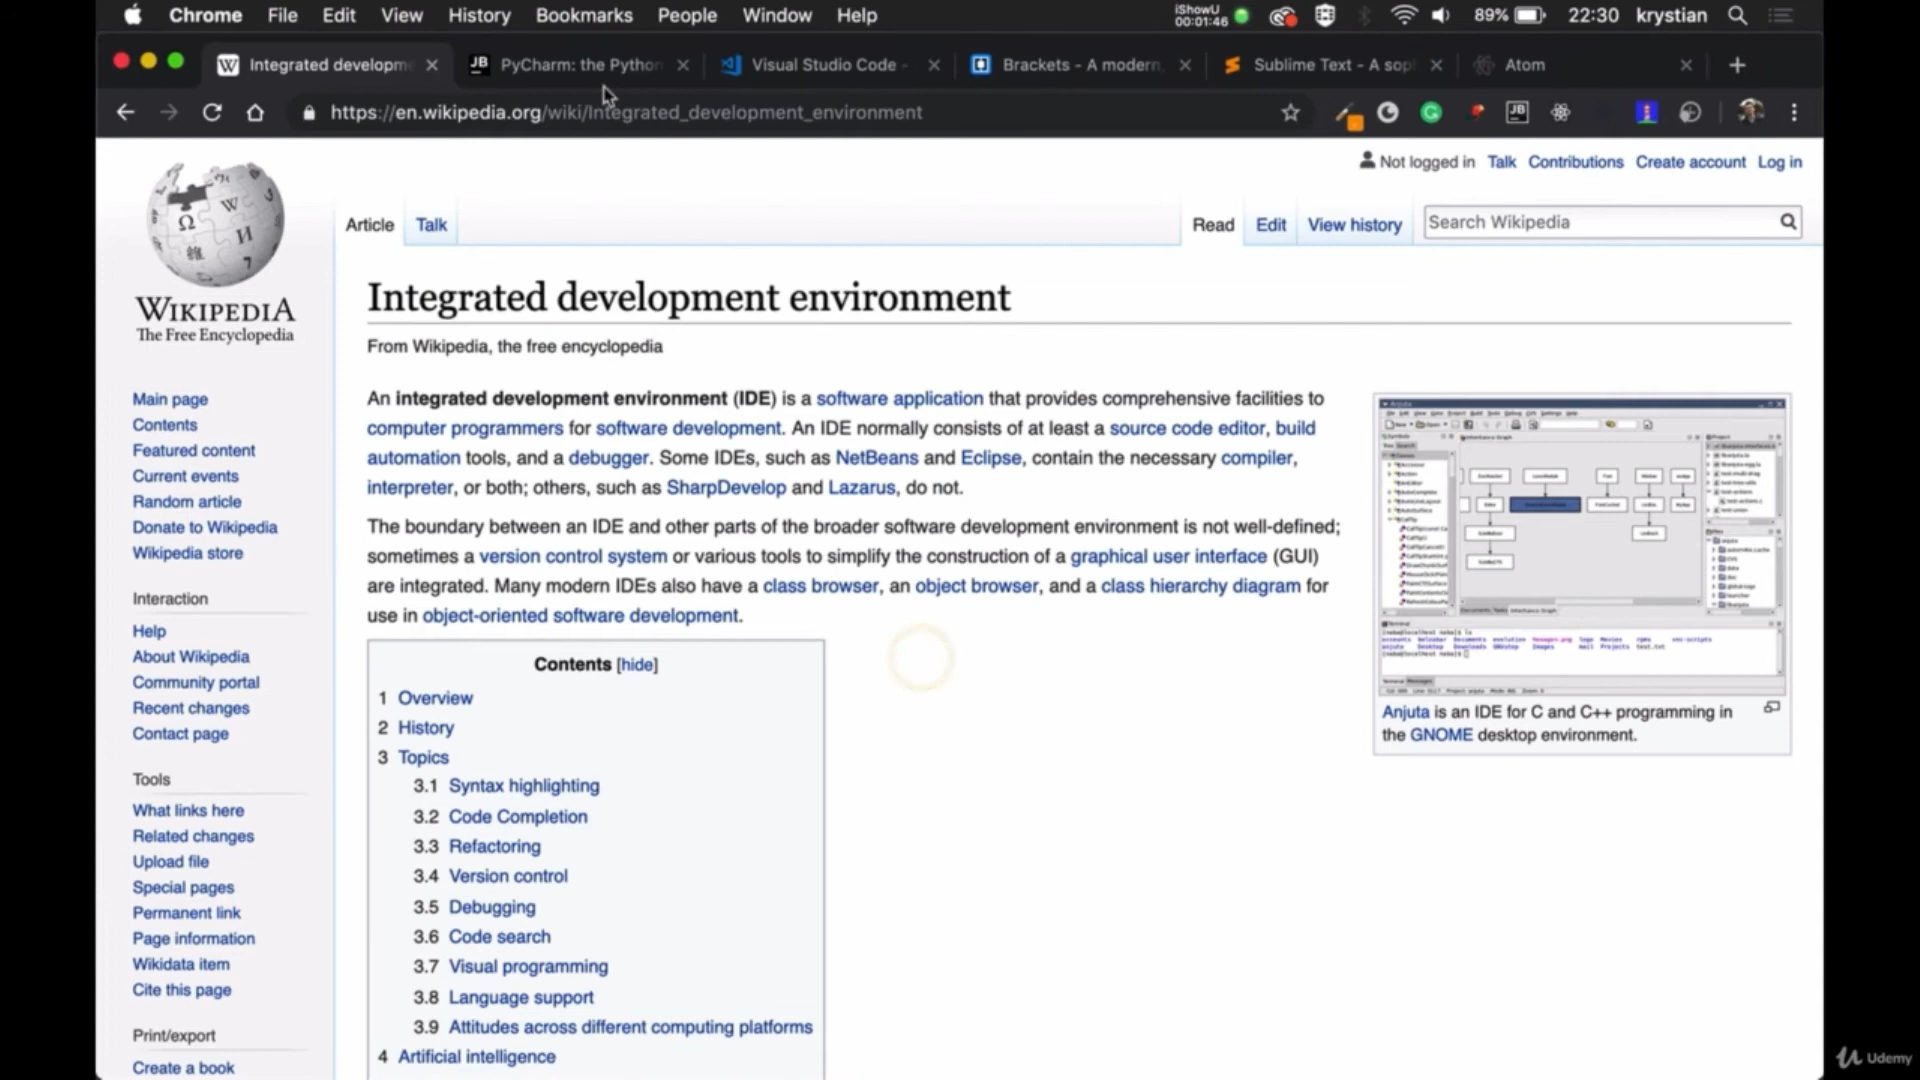 Chrome File Edit View History Bookmarks People Window Help iShowU 00:01:46 89% 22:30 krystian
Integrated developme PyCharm: the Python Visual Studio Code - Brackets - A modern, Sublime Text - A sop Atom
https://en.wikipedia.org/wiki/Integrated_development_environment
Not logged in Talk Contributions Create account Log in
Article Talk Read Edit View history Search Wikipedia
WIKIPEDIA
The Free Encyclopedia
Main page
Contents
Featured content
Current events
Random article
Donate to Wikipedia
Wikipedia store
Interaction
Help
About Wikipedia
Community portal
Recent changes
Contact page
Tools
What links here
Related changes
Upload file
Special pages
Permanent link
Page information
Wikidata item
Cite this page
Print/export
Create a book
Integrated development environment
From Wikipedia, the free encyclopedia
An integrated development environment (IDE) is a software application that provides comprehensive facilities to
computer programmers for software development. An IDE normally consists of at least a source code editor, build
automation tools, and a debugger. Some IDEs, such as NetBeans and Eclipse, contain the necessary compiler,
interpreter, or both; others, such as SharpDevelop and Lazarus, do not.
The boundary between an IDE and other parts of the broader software development environment is not well-defined;
sometimes a version control system or various tools to simplify the construction of a graphical user interface (GUI)
are integrated. Many modern IDEs also have a class browser, an object browser, and a class hierarchy diagram for
use in object-oriented software development.
Contents [hide]
1 Overview
2 History
3 Topics
3.1 Syntax highlighting
3.2 Code Completion
3.3 Refactoring
3.4 Version control
3.5 Debugging
3.6 Code search
3.7 Visual programming
3.8 Language support
3.9 Attitudes across different computing platforms
4 Artificial intelligence
Anjuta is an IDE for C and C++ programming in
the GNOME desktop environment.
Udemy